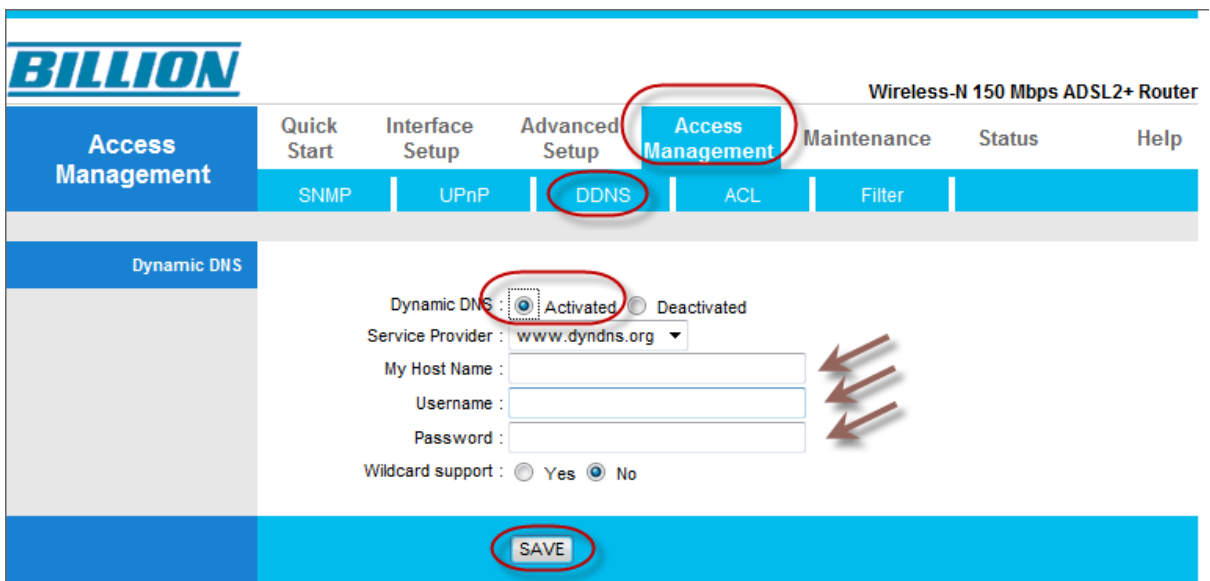 BILLION
Wireless-N 150 Mbps ADSL2+ Router
Access Management
Quick Start
Interface Setup
Advanced Setup
Access Management
Maintenance
Status
Help
SNMP
UPnP
DDNS
ACL
Filter
Dynamic DNS
Dynamic DNS : Activated Deactivated
Service Provider : www.dyndns.org
My Host Name :
Username :
Password :
Wildcard support : Yes No
SAVE